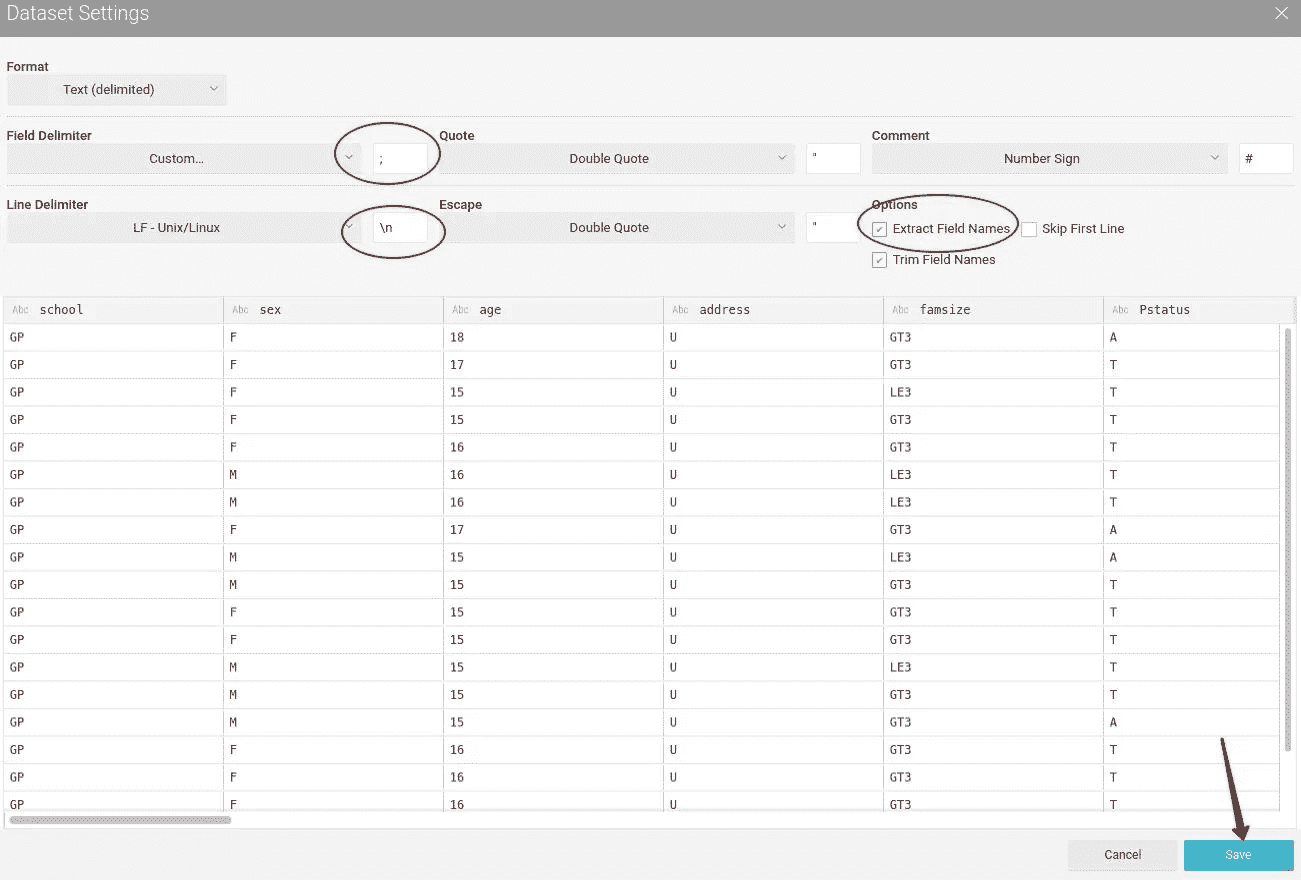 Dataset Settings
Format
Text (delimited)
Field Delimiter Quote Comment
Custom... ; Double Quote " Number Sign #
Line Delimiter Escape Options
LF - Unix/Linux \n Double Quote " Extract Field Names Skip First Line
Trim Field Names
Abc school Abc sex Abc age Abc address Abc famsize Abc Pstatus
GP F 18 U GT3 A
GP F 17 U GT3 T
GP F 15 U LE3 T
GP F 15 U GT3 T
GP F 16 U GT3 T
GP M 16 U LE3 T
GP M 16 U LE3 T
GP F 17 U GT3 A
GP M 15 U LE3 A
GP M 15 U GT3 T
GP F 15 U GT3 T
GP F 15 U GT3 T
GP M 15 U LE3 T
GP M 15 U GT3 T
GP M 15 U GT3 A
GP F 16 U GT3 T
GP F 16 U GT3 T
GP F 16 U GT3 T
Cancel Save